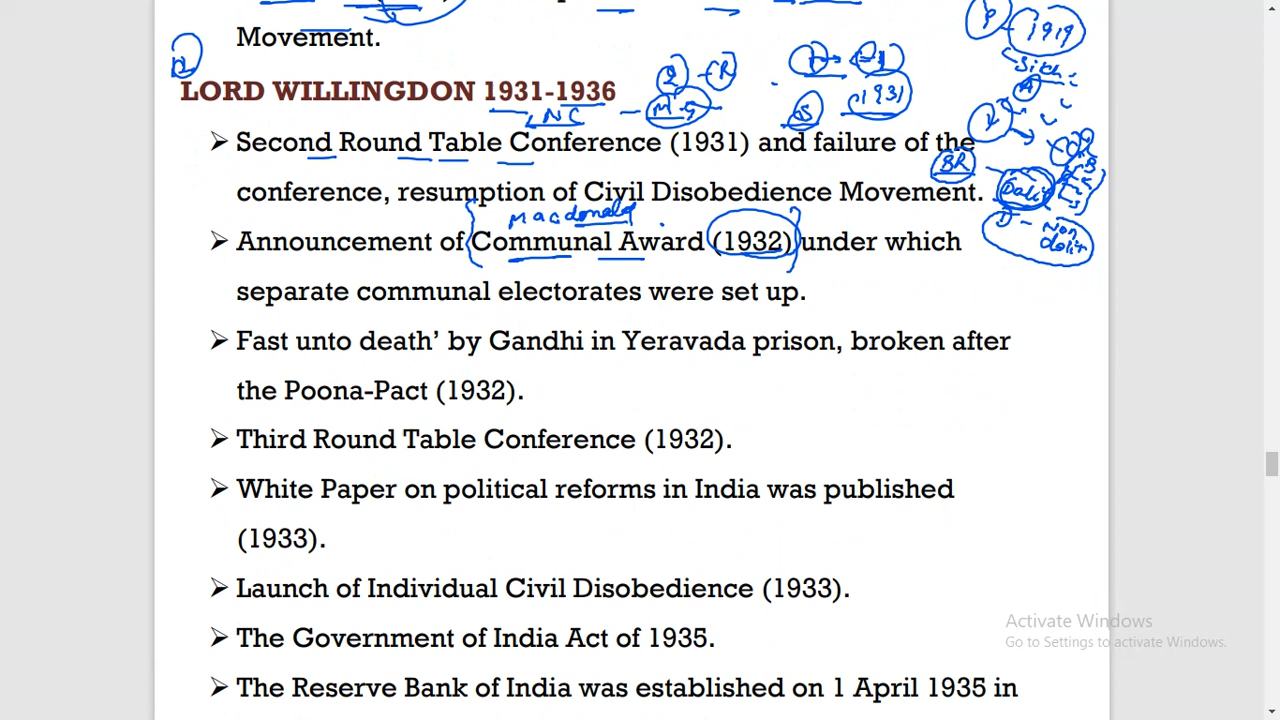 Movement.
LORD WILLINGDON 1931-1936
2 R
1931
1919
Sikh
NC
M-G
S
➢ Second Round Table Conference (1931) and failure of the
BR
conference, resumption of Civil Disobedience Movement.
Dalit
Macdonald
➢ Announcement of {Communal Award (1932)} under which
D - Non
dalit
separate communal electorates were set up.
➢ Fast unto death’ by Gandhi in Yeravada prison, broken after
the Poona-Pact (1932).
➢ Third Round Table Conference (1932).
➢ White Paper on political reforms in India was published
(1933).
➢ Launch of Individual Civil Disobedience (1933).
Activate Windows
Go to Settings to activate Windows.
➢ The Government of India Act of 1935.
➢ The Reserve Bank of India was established on 1 April 1935 in